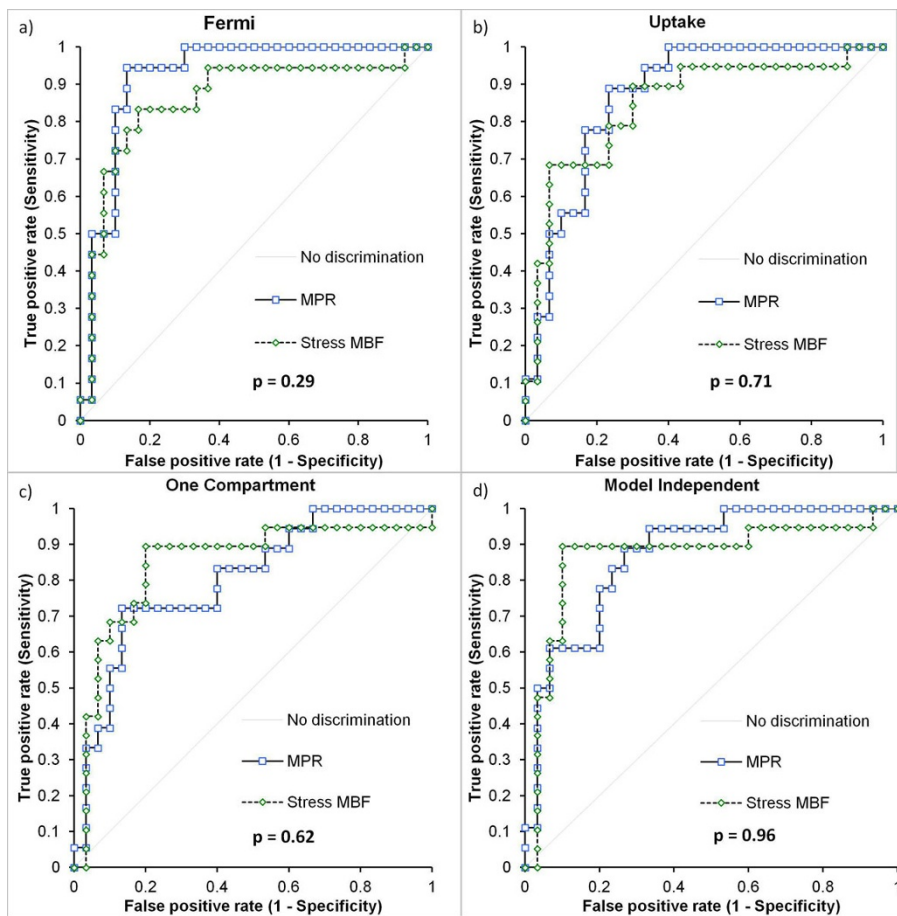 a)
Fermi
1
0.9
0.8
0.7
0.6
0.5
0.4
0.3
0.2
0.1
0
True positive rate (Sensitivity)
No discrimination
MPR
Stress MBF
p = 0.29
0 0.2 0.4 0.6 0.8 1
False positive rate (1 - Specificity)
b)
Uptake
1
0.9
0.8
0.7
0.6
0.5
0.4
0.3
0.2
0.1
0
True positive rate (Sensitivity)
No discrimination
MPR
Stress MBF
p = 0.71
0 0.2 0.4 0.6 0.8 1
False positive rate (1 - Specificity)
c)
One Compartment
1
0.9
0.8
0.7
0.6
0.5
0.4
0.3
0.2
0.1
0
True positive rate (Sensitivity)
No discrimination
MPR
Stress MBF
p = 0.62
0 0.2 0.4 0.6 0.8 1
False positive rate (1 - Specificity)
d)
Model Independent
1
0.9
0.8
0.7
0.6
0.5
0.4
0.3
0.2
0.1
0
True positive rate (Sensitivity)
No discrimination
MPR
Stress MBF
p = 0.96
0 0.2 0.4 0.6 0.8 1
False positive rate (1 - Specificity)